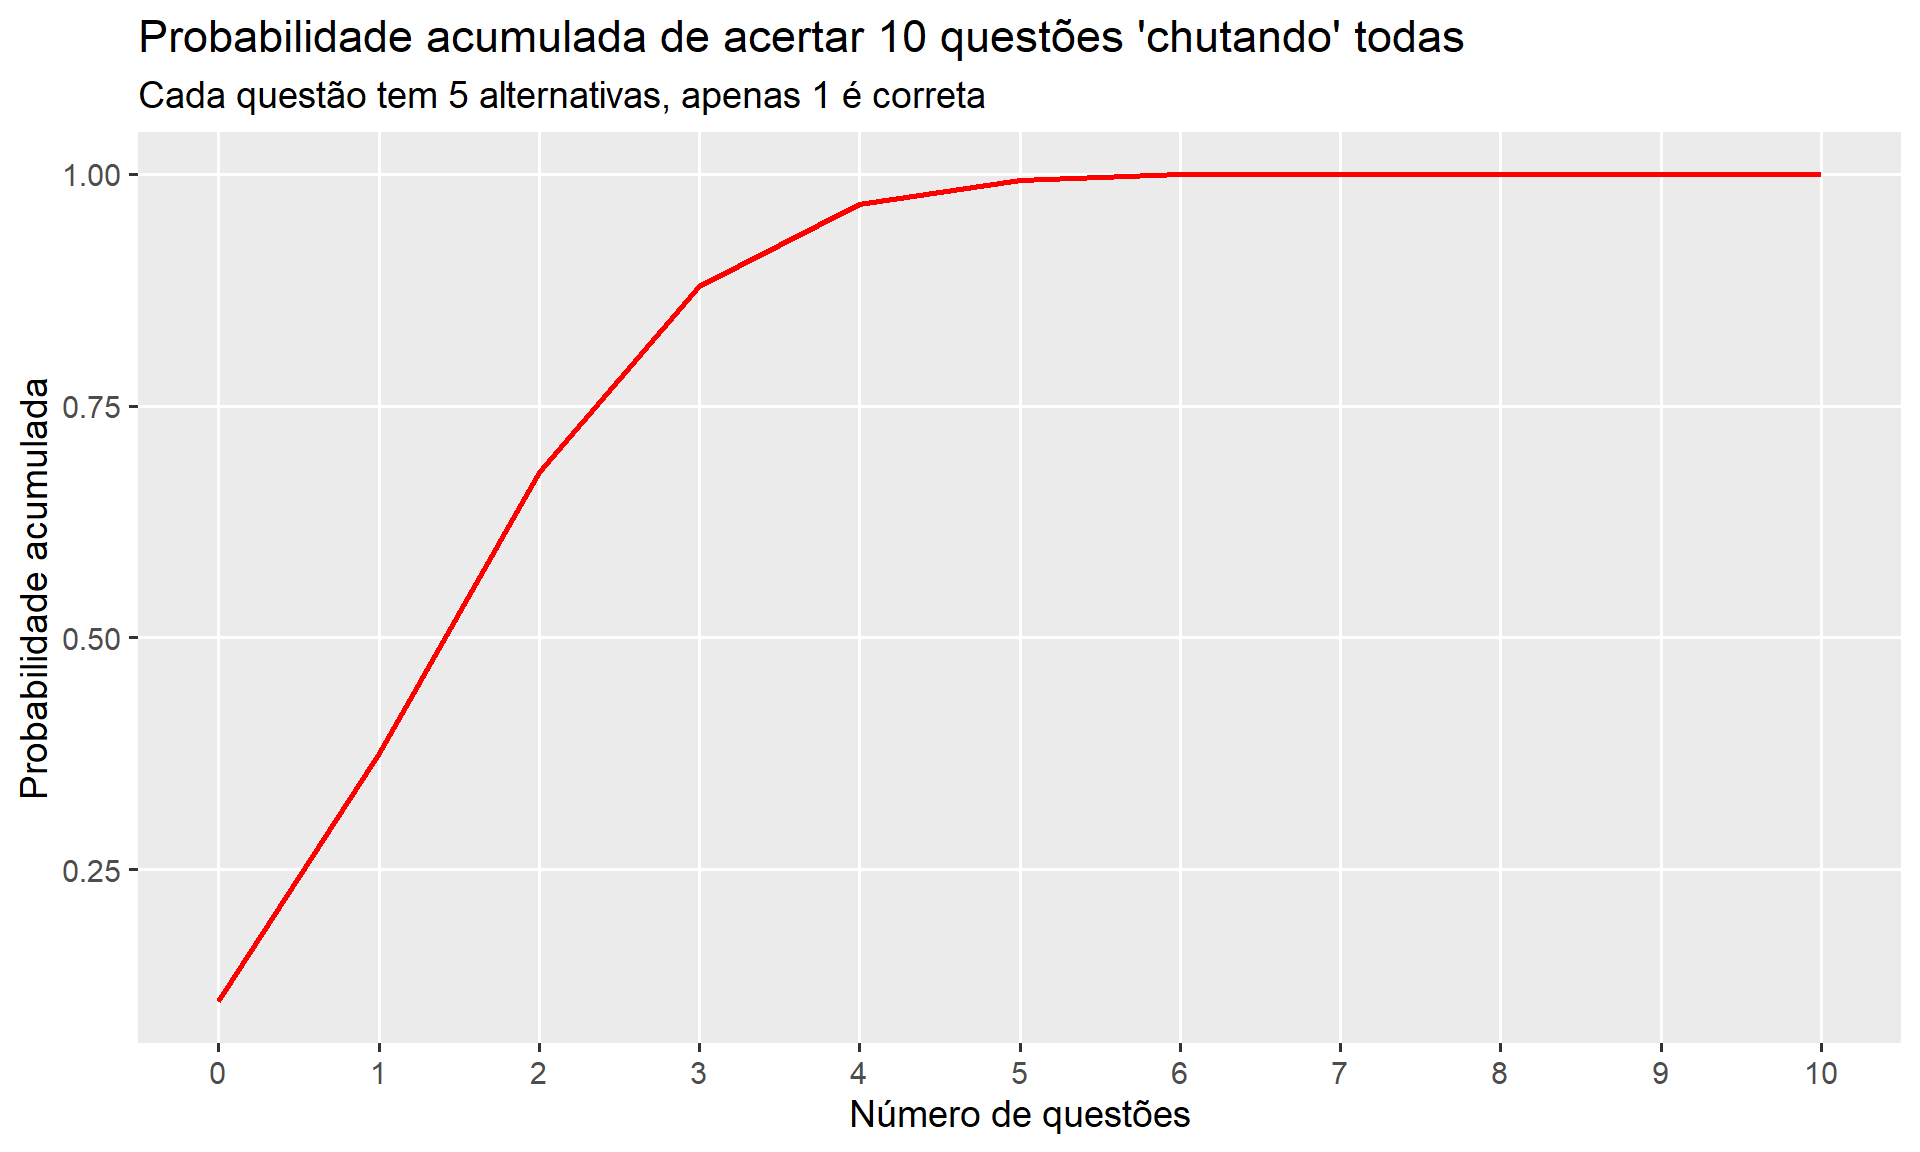 Probabilidade acumulada de acertar 10 questões 'chutando' todas
Cada questão tem 5 alternativas, apenas 1 é correta
Probabilidade acumulada
1.00
0.75
0.50
0.25
0 1 2 3 4 5 6 7 8 9 10
Número de questões